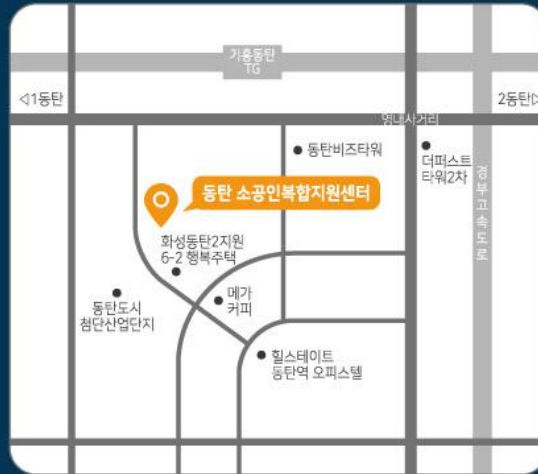 기흥동탄
TG
◁1동탄
2동탄▷
영내사거리
동탄비즈타워
더퍼스트
타워2차
경부고속도로
동탄 소공인복합지원센터
화성동탄2지원
6-2 행복주택
메가
커피
동탄도시
첨단산업단지
힐스테이트
동탄역 오피스텔